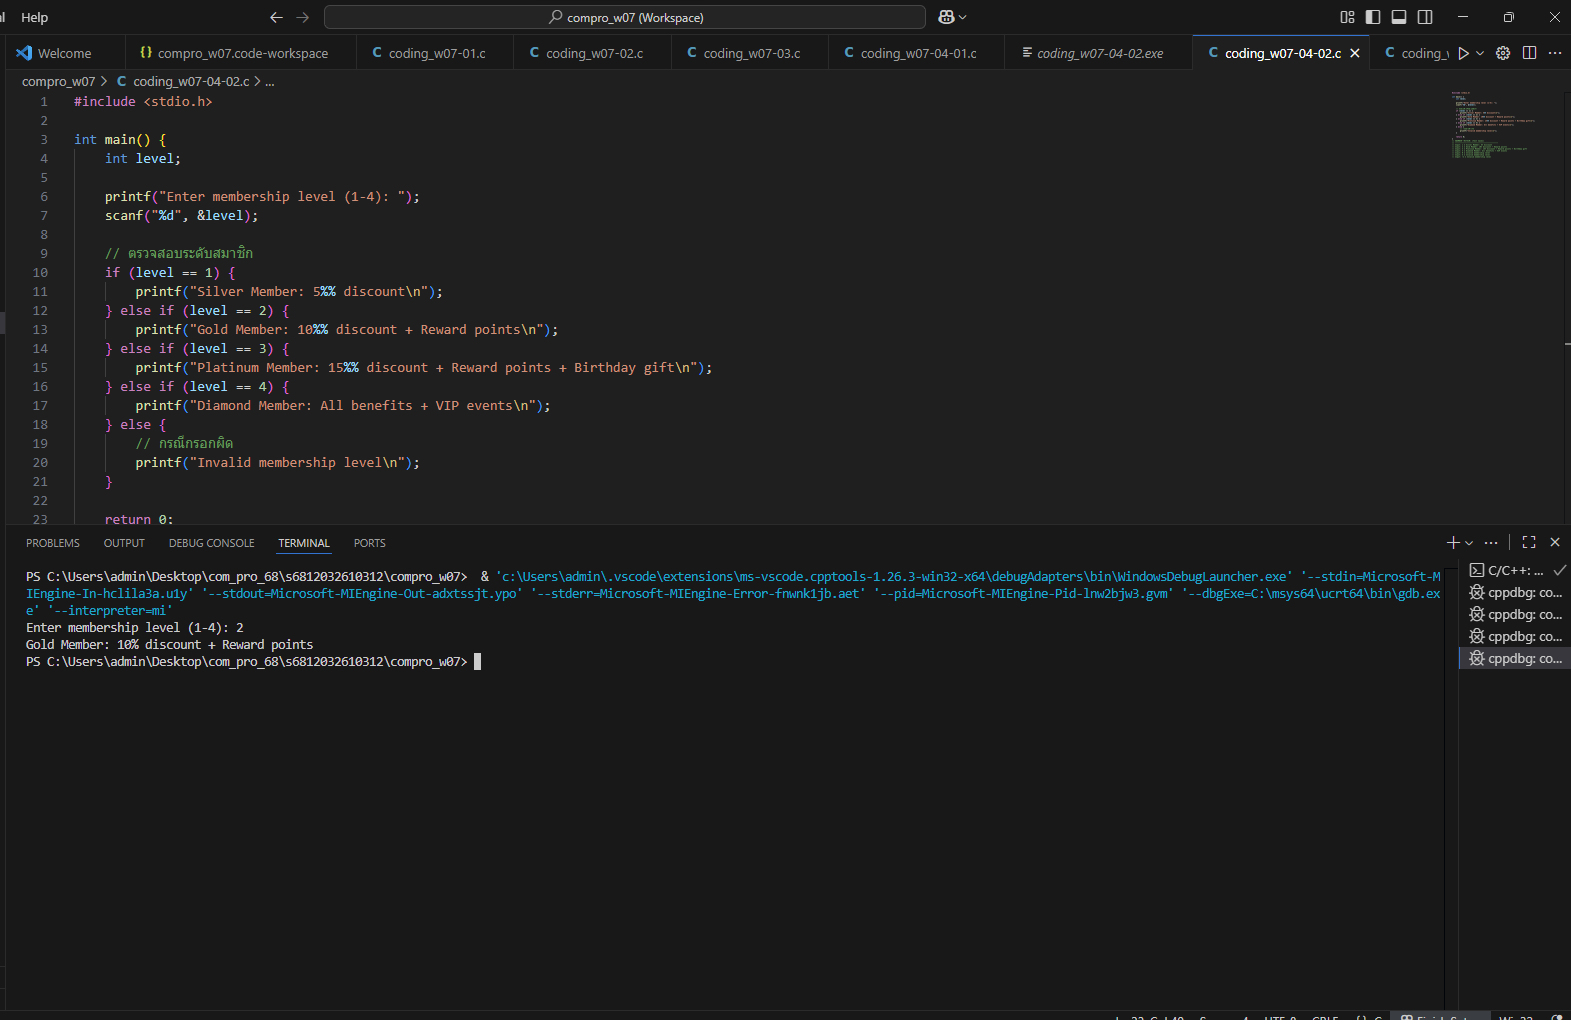 Help
compro_w07 (Workspace)
Welcome
{} compro_w07.code-workspace
C coding_w07-01.c
C coding_w07-02.c
C coding_w07-03.c
C coding_w07-04-01.c
coding_w07-04-02.exe
C coding_w07-04-02.c
C coding_
compro_w07 > C coding_w07-04-02.c > ...
1 #include <stdio.h>
2
3 int main() {
4 int level;
5
6 printf("Enter membership level (1-4): ");
7 scanf("%d", &level);
8
9 // ตรวจสอบระดับสมาชิก
10 if (level == 1) {
11 printf("Silver Member: 5%% discount\n");
12 } else if (level == 2) {
13 printf("Gold Member: 10%% discount + Reward points\n");
14 } else if (level == 3) {
15 printf("Platinum Member: 15%% discount + Reward points + Birthday gift\n");
16 } else if (level == 4) {
17 printf("Diamond Member: All benefits + VIP events\n");
18 } else {
19 // กรณีกรอกผิด
20 printf("Invalid membership level\n");
21 }
22
23 return 0;
PROBLEMS OUTPUT DEBUG CONSOLE TERMINAL PORTS
PS C:\Users\admin\Desktop\com_pro_68\s6812032610312\compro_w07> & 'c:\Users\admin\.vscode\extensions\ms-vscode.cpptools-1.26.3-win32-x64\debugAdapters\bin\WindowsDebugLauncher.exe' '--stdin=Microsoft-M
IEngine-In-hclila3a.u1y' '--stdout=Microsoft-MIEngine-Out-adxtssjt.ypo' '--stderr=Microsoft-MIEngine-Error-fnwnk1jb.aet' '--pid=Microsoft-MIEngine-Pid-lnw2bjw3.gvm' '--dbgExe=C:\msys64\ucrt64\bin\gdb.ex
e' '--interpreter=mi'
Enter membership level (1-4): 2
Gold Member: 10% discount + Reward points
PS C:\Users\admin\Desktop\com_pro_68\s6812032610312\compro_w07>
C/C++: ...
cppdbg: co...
cppdbg: co...
cppdbg: co...
cppdbg: co...